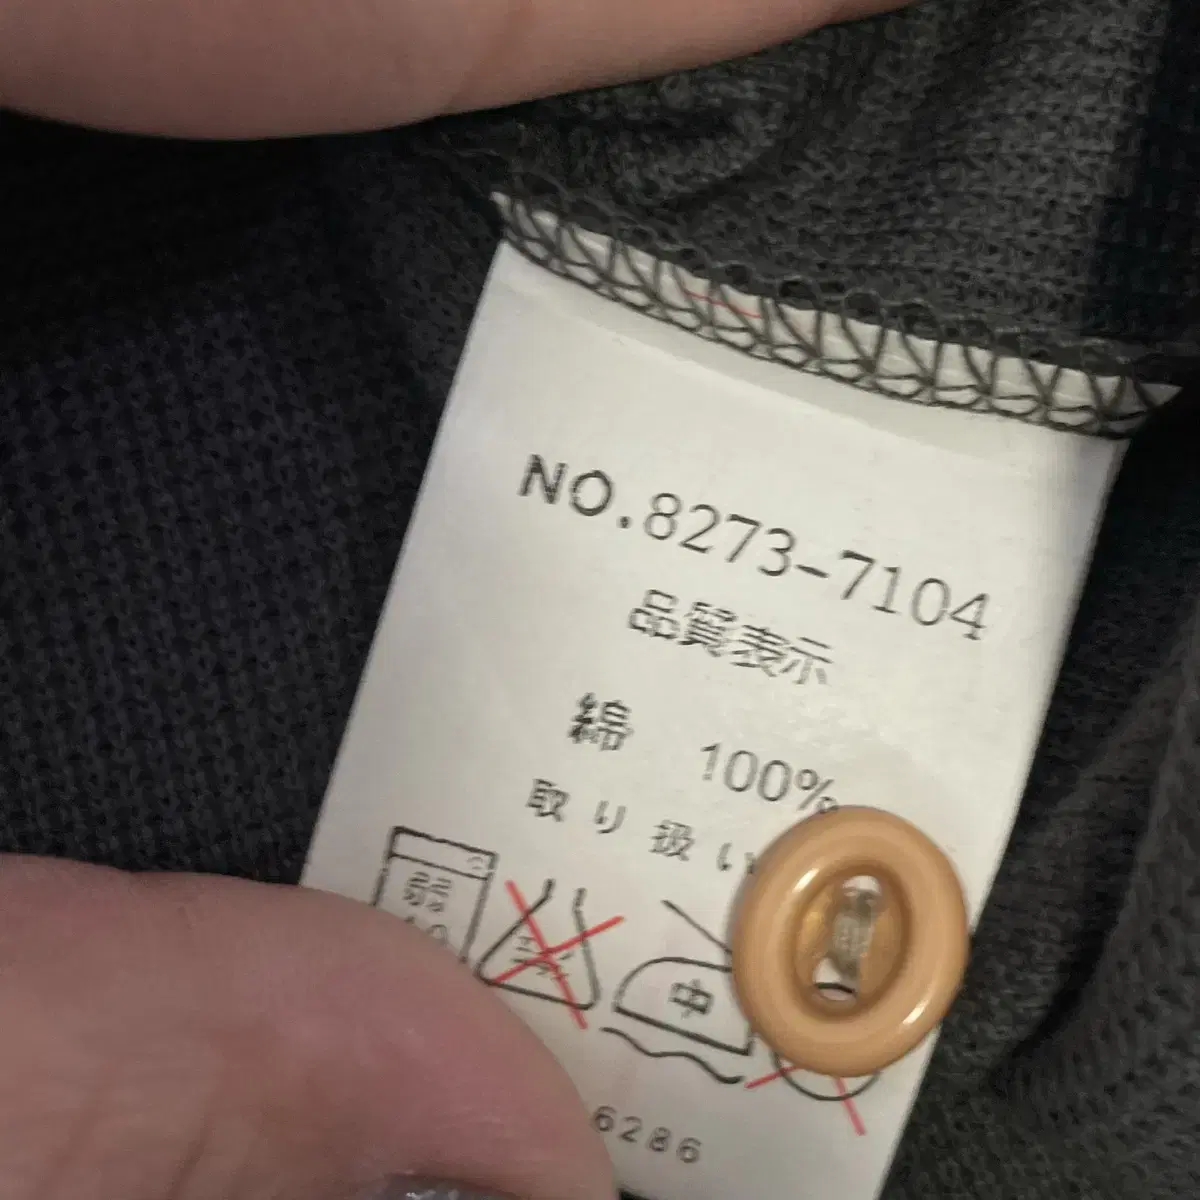 NO.8273-7104
品質表示
綿 100%
取り扱い
弱
中
6286